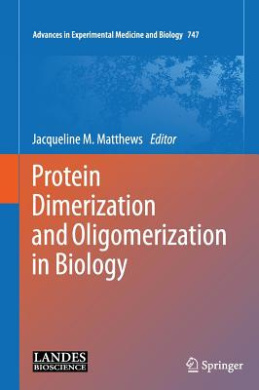 Advances in Experimental Medicine and Biology 747
Jacqueline M. Matthews Editor
Protein
Dimerization
and Oligomerization
in Biology
LANDES
BIOSCIENCE
Springer